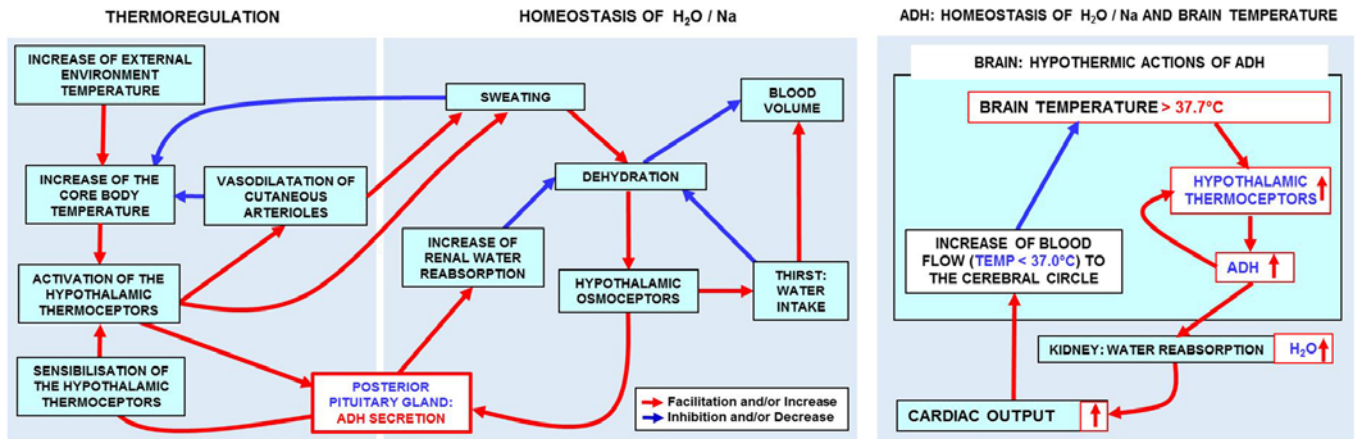 THERMOREGULATION
HOMEOSTASIS OF H₂O / Na
ADH: HOMEOSTASIS OF H₂O / Na AND BRAIN TEMPERATURE
INCREASE OF EXTERNAL
ENVIRONMENT
TEMPERATURE
INCREASE OF THE
CORE BODY
TEMPERATURE
VASODILATATION OF
CUTANEOUS
ARTERIOLES
ACTIVATION OF THE
HYPOTHALAMIC
THERMOCEPTORS
SENSIBILISATION OF
THE HYPOTHALAMIC
THERMOCEPTORS
SWEATING
BLOOD
VOLUME
DEHYDRATION
INCREASE OF
RENAL WATER
REABSORPTION
HYPOTHALAMIC
OSMOCEPTORS
THIRST:
WATER
INTAKE
POSTERIOR
PITUITARY GLAND:
ADH SECRETION
Facilitation and/or Increase
Inhibition and/or Decrease
BRAIN: HYPOTHERMIC ACTIONS OF ADH
BRAIN TEMPERATURE > 37.7°C
HYPOTHALAMIC
THERMOCEPTORS
INCREASE OF BLOOD
FLOW (TEMP < 37.0°C) TO
THE CEREBRAL CIRCLE
ADH
KIDNEY: WATER REABSORPTION H₂O
CARDIAC OUTPUT